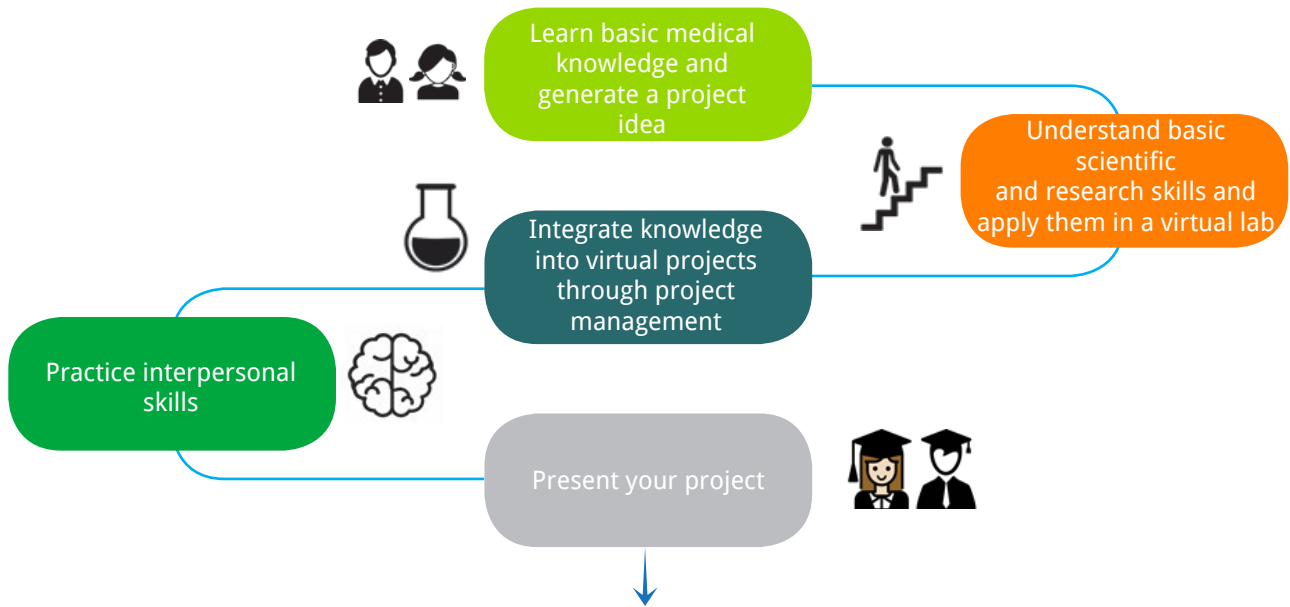 Learn basic medical
knowledge and
generate a project
idea
Understand basic
scientific
and research skills and
apply them in a virtual lab
Integrate knowledge
into virtual projects
through project
management
Practice interpersonal
skills
Present your project